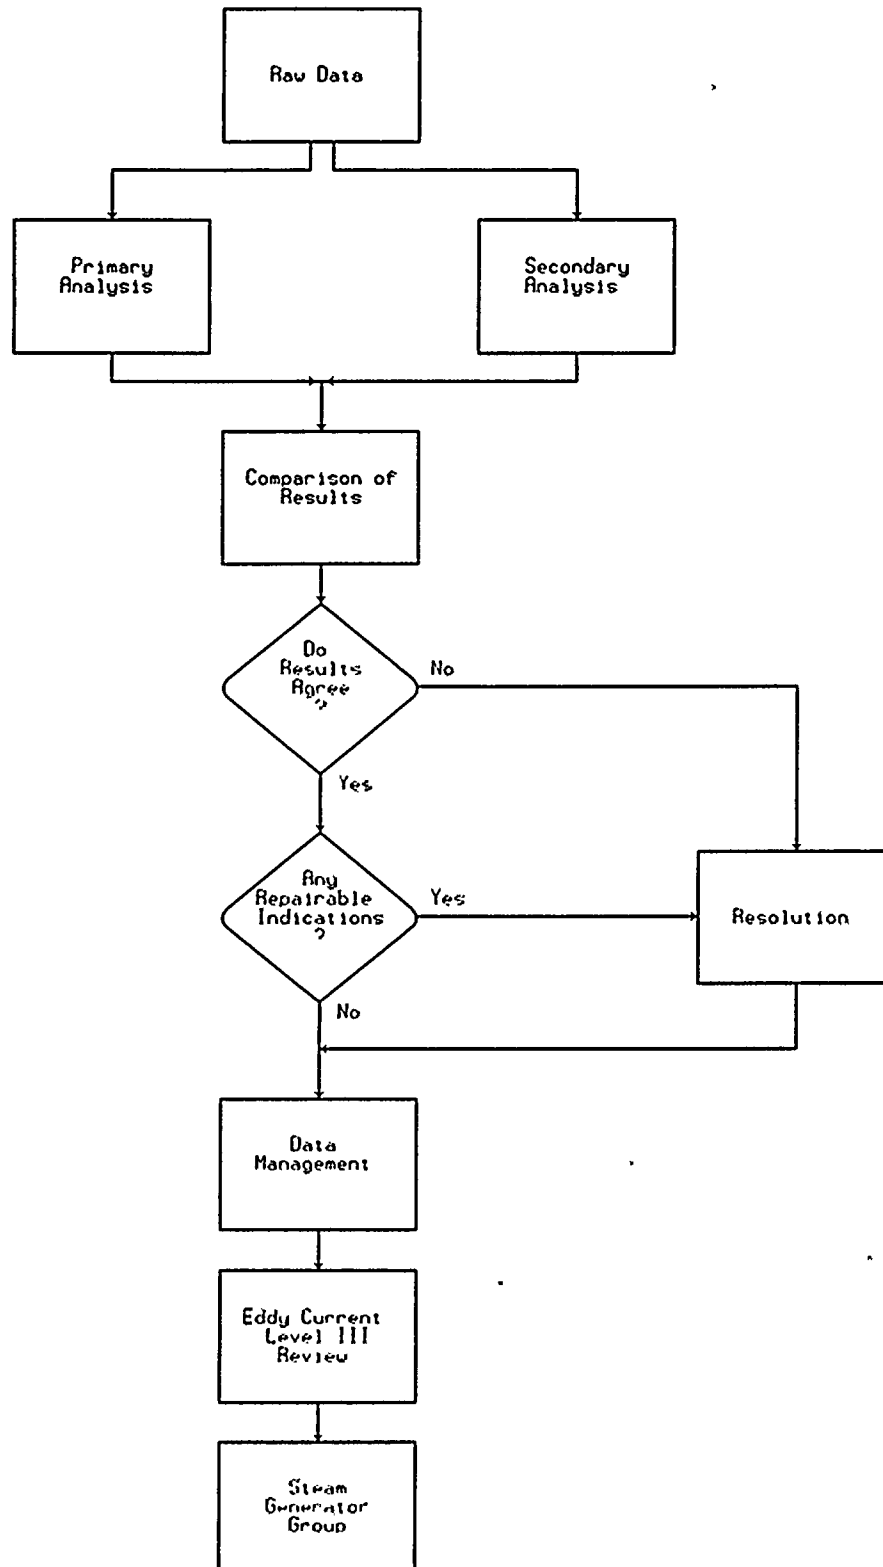 Raw Data
Primary
Analysis
Secondary
Analysis
Comparison of
Results
Do
Results
Agree
?
No
Yes
Any
Repairable
Indications
?
Yes
No
Resolution
Data
Management
Eddy Current
Level III
Review
Steam
Generator
Group